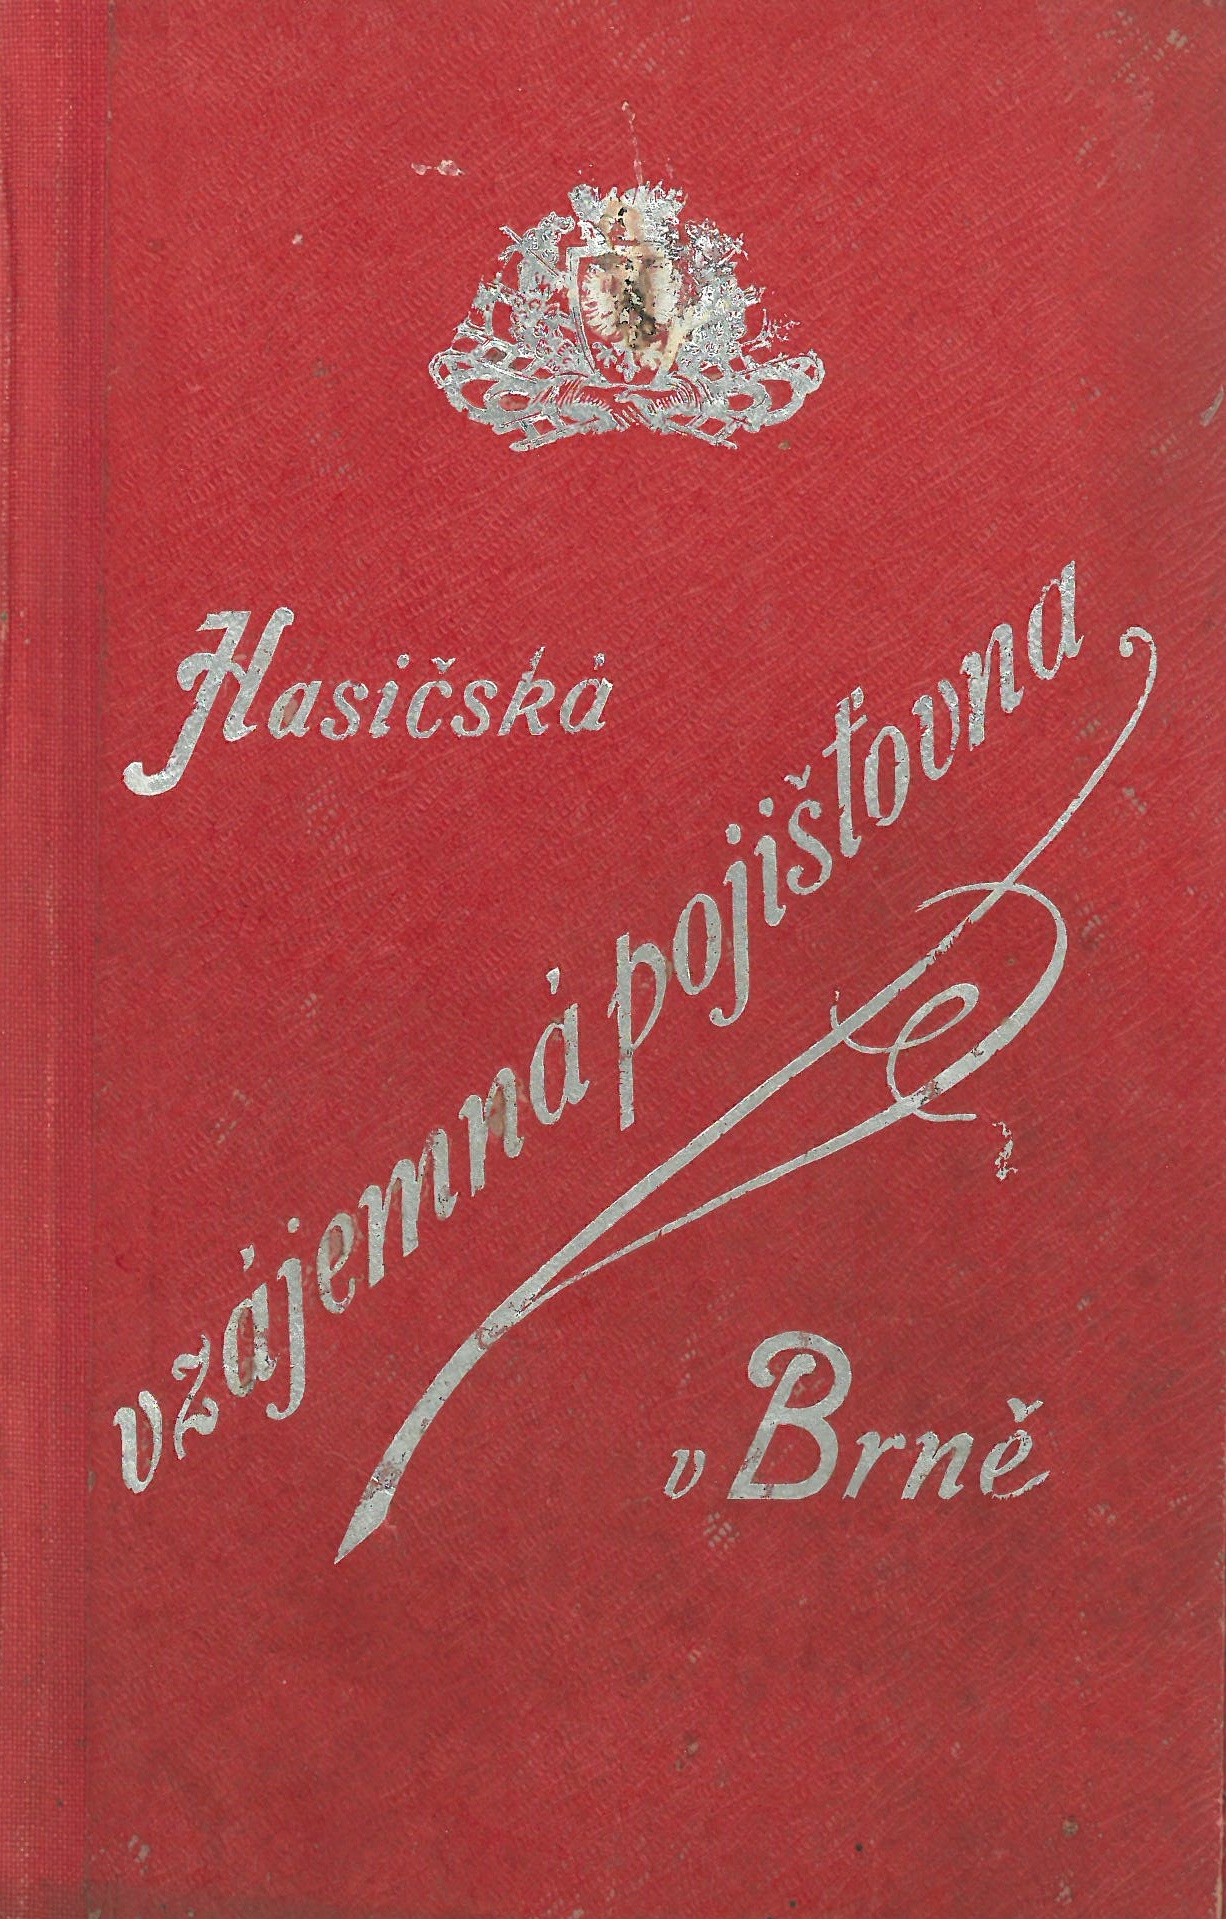 Hasičská
vzájemná pojišťovna
v Brně